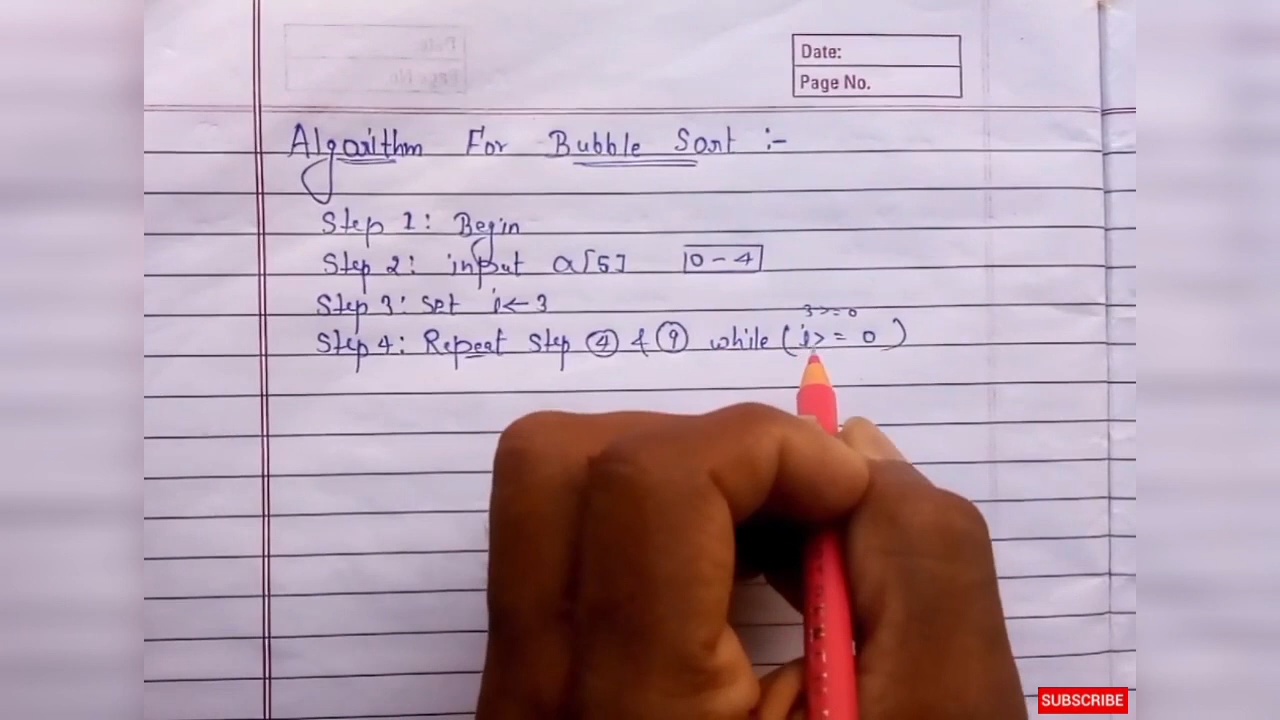 Date:
Page No.
Algorithm For Bubble Sort :-
Step 1: Begin
Step 2: input a[5] 0-4
Step 3: set i←3
3>=0
Step 4: Repeat Step 4 & 9 while (i>= 0)
SUBSCRIBE